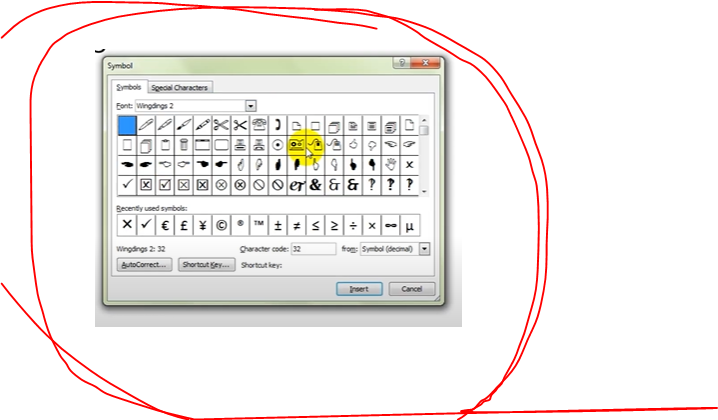 Symbol
Symbols Special Characters
Font: Wingdings 2
Recently used symbols:
× ✓ € £ ¥ © ® ™ ± ≠ ≤ ≥ ÷ × ∞ µ
Wingdings 2: 32 Character code: 32 from: Symbol (decimal)
AutoCorrect... Shortcut Key... Shortcut key:
Insert Cancel